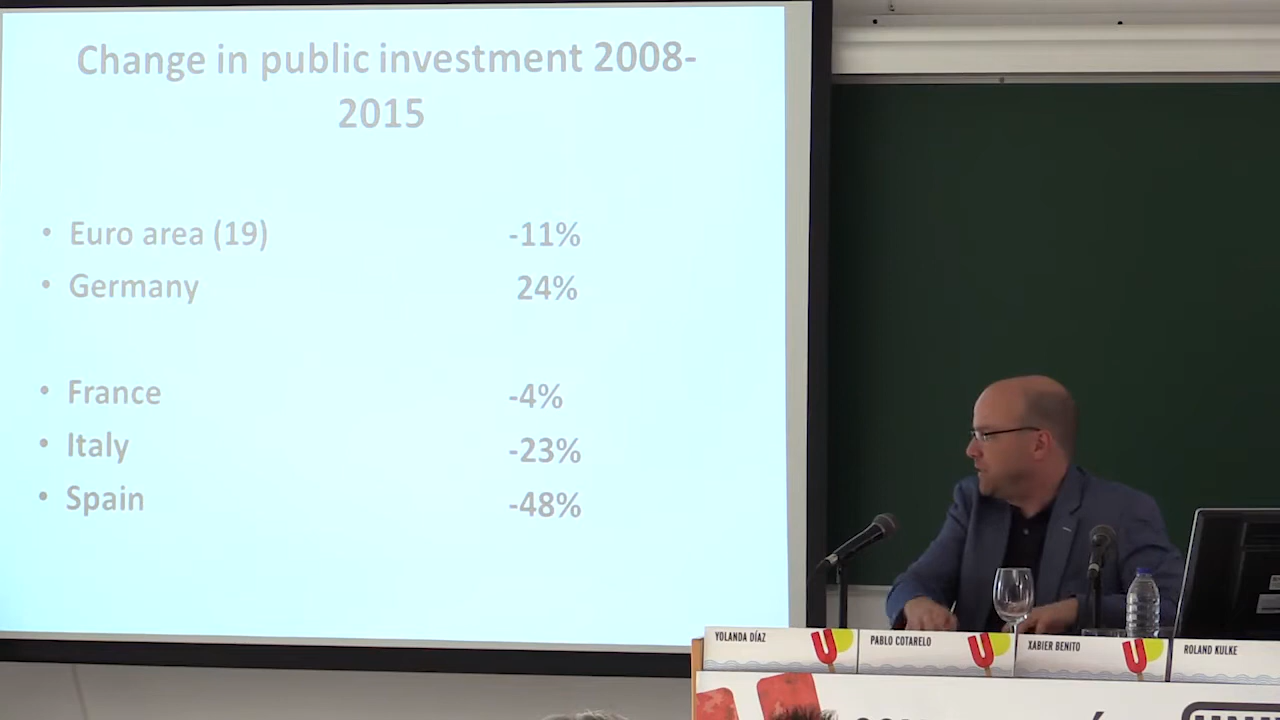 Change in public investment 2008-
2015
• Euro area (19) -11%
• Germany 24%
• France -4%
• Italy -23%
• Spain -48%
YOLANDA DÍAZ
PABLO COTARELO
XABIER BENITO
ROLAND KULKE